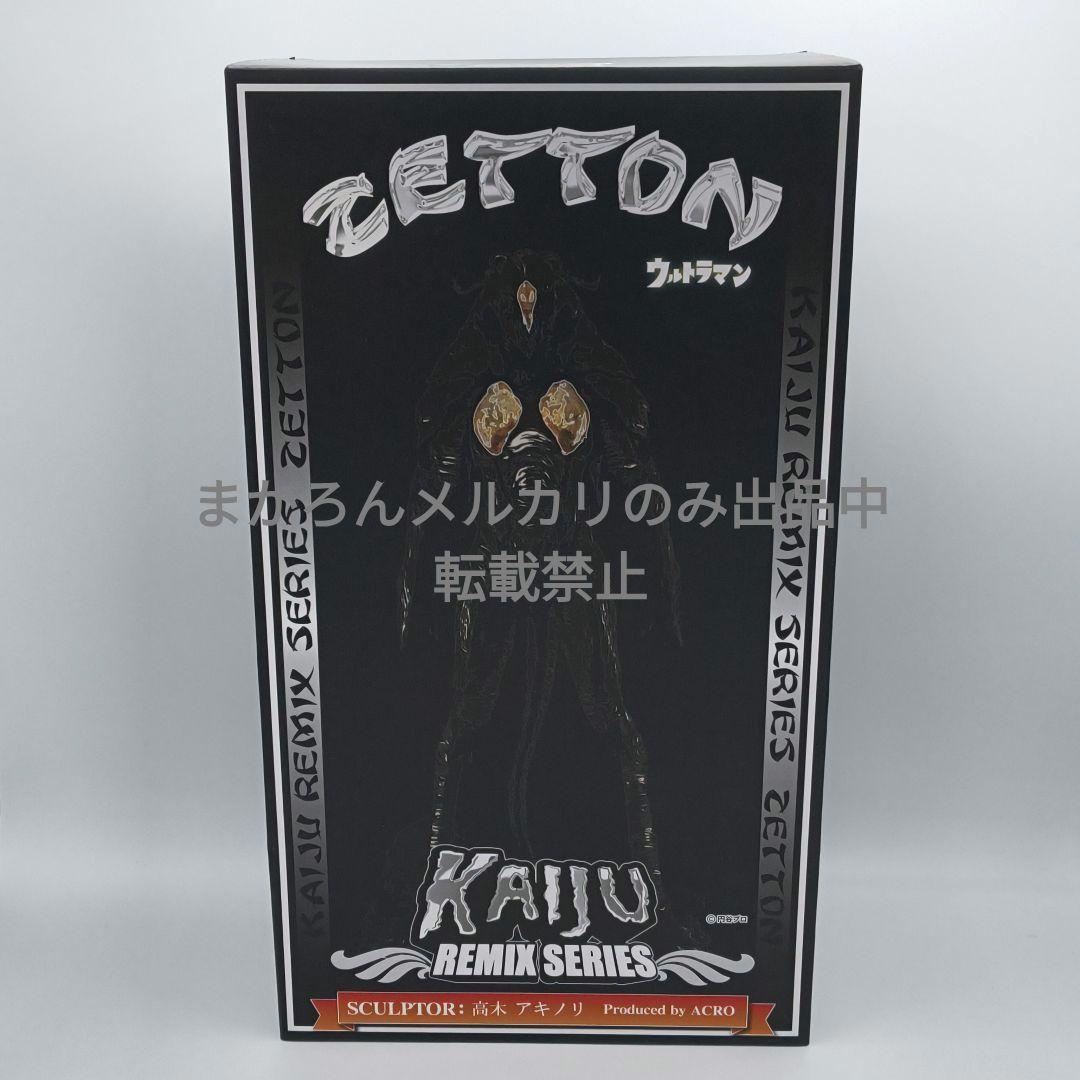 ZETTON
ウルトラマン
KAIJU REMIX SERIES ZETTON
KAIJU REMIX SERIES ZETTON
まかろんメルカリのみ出品中
転載禁止
KAIJU
REMIX SERIES
©円谷プロ
SCULPTOR: 高木 アキノリ Produced by ACRO